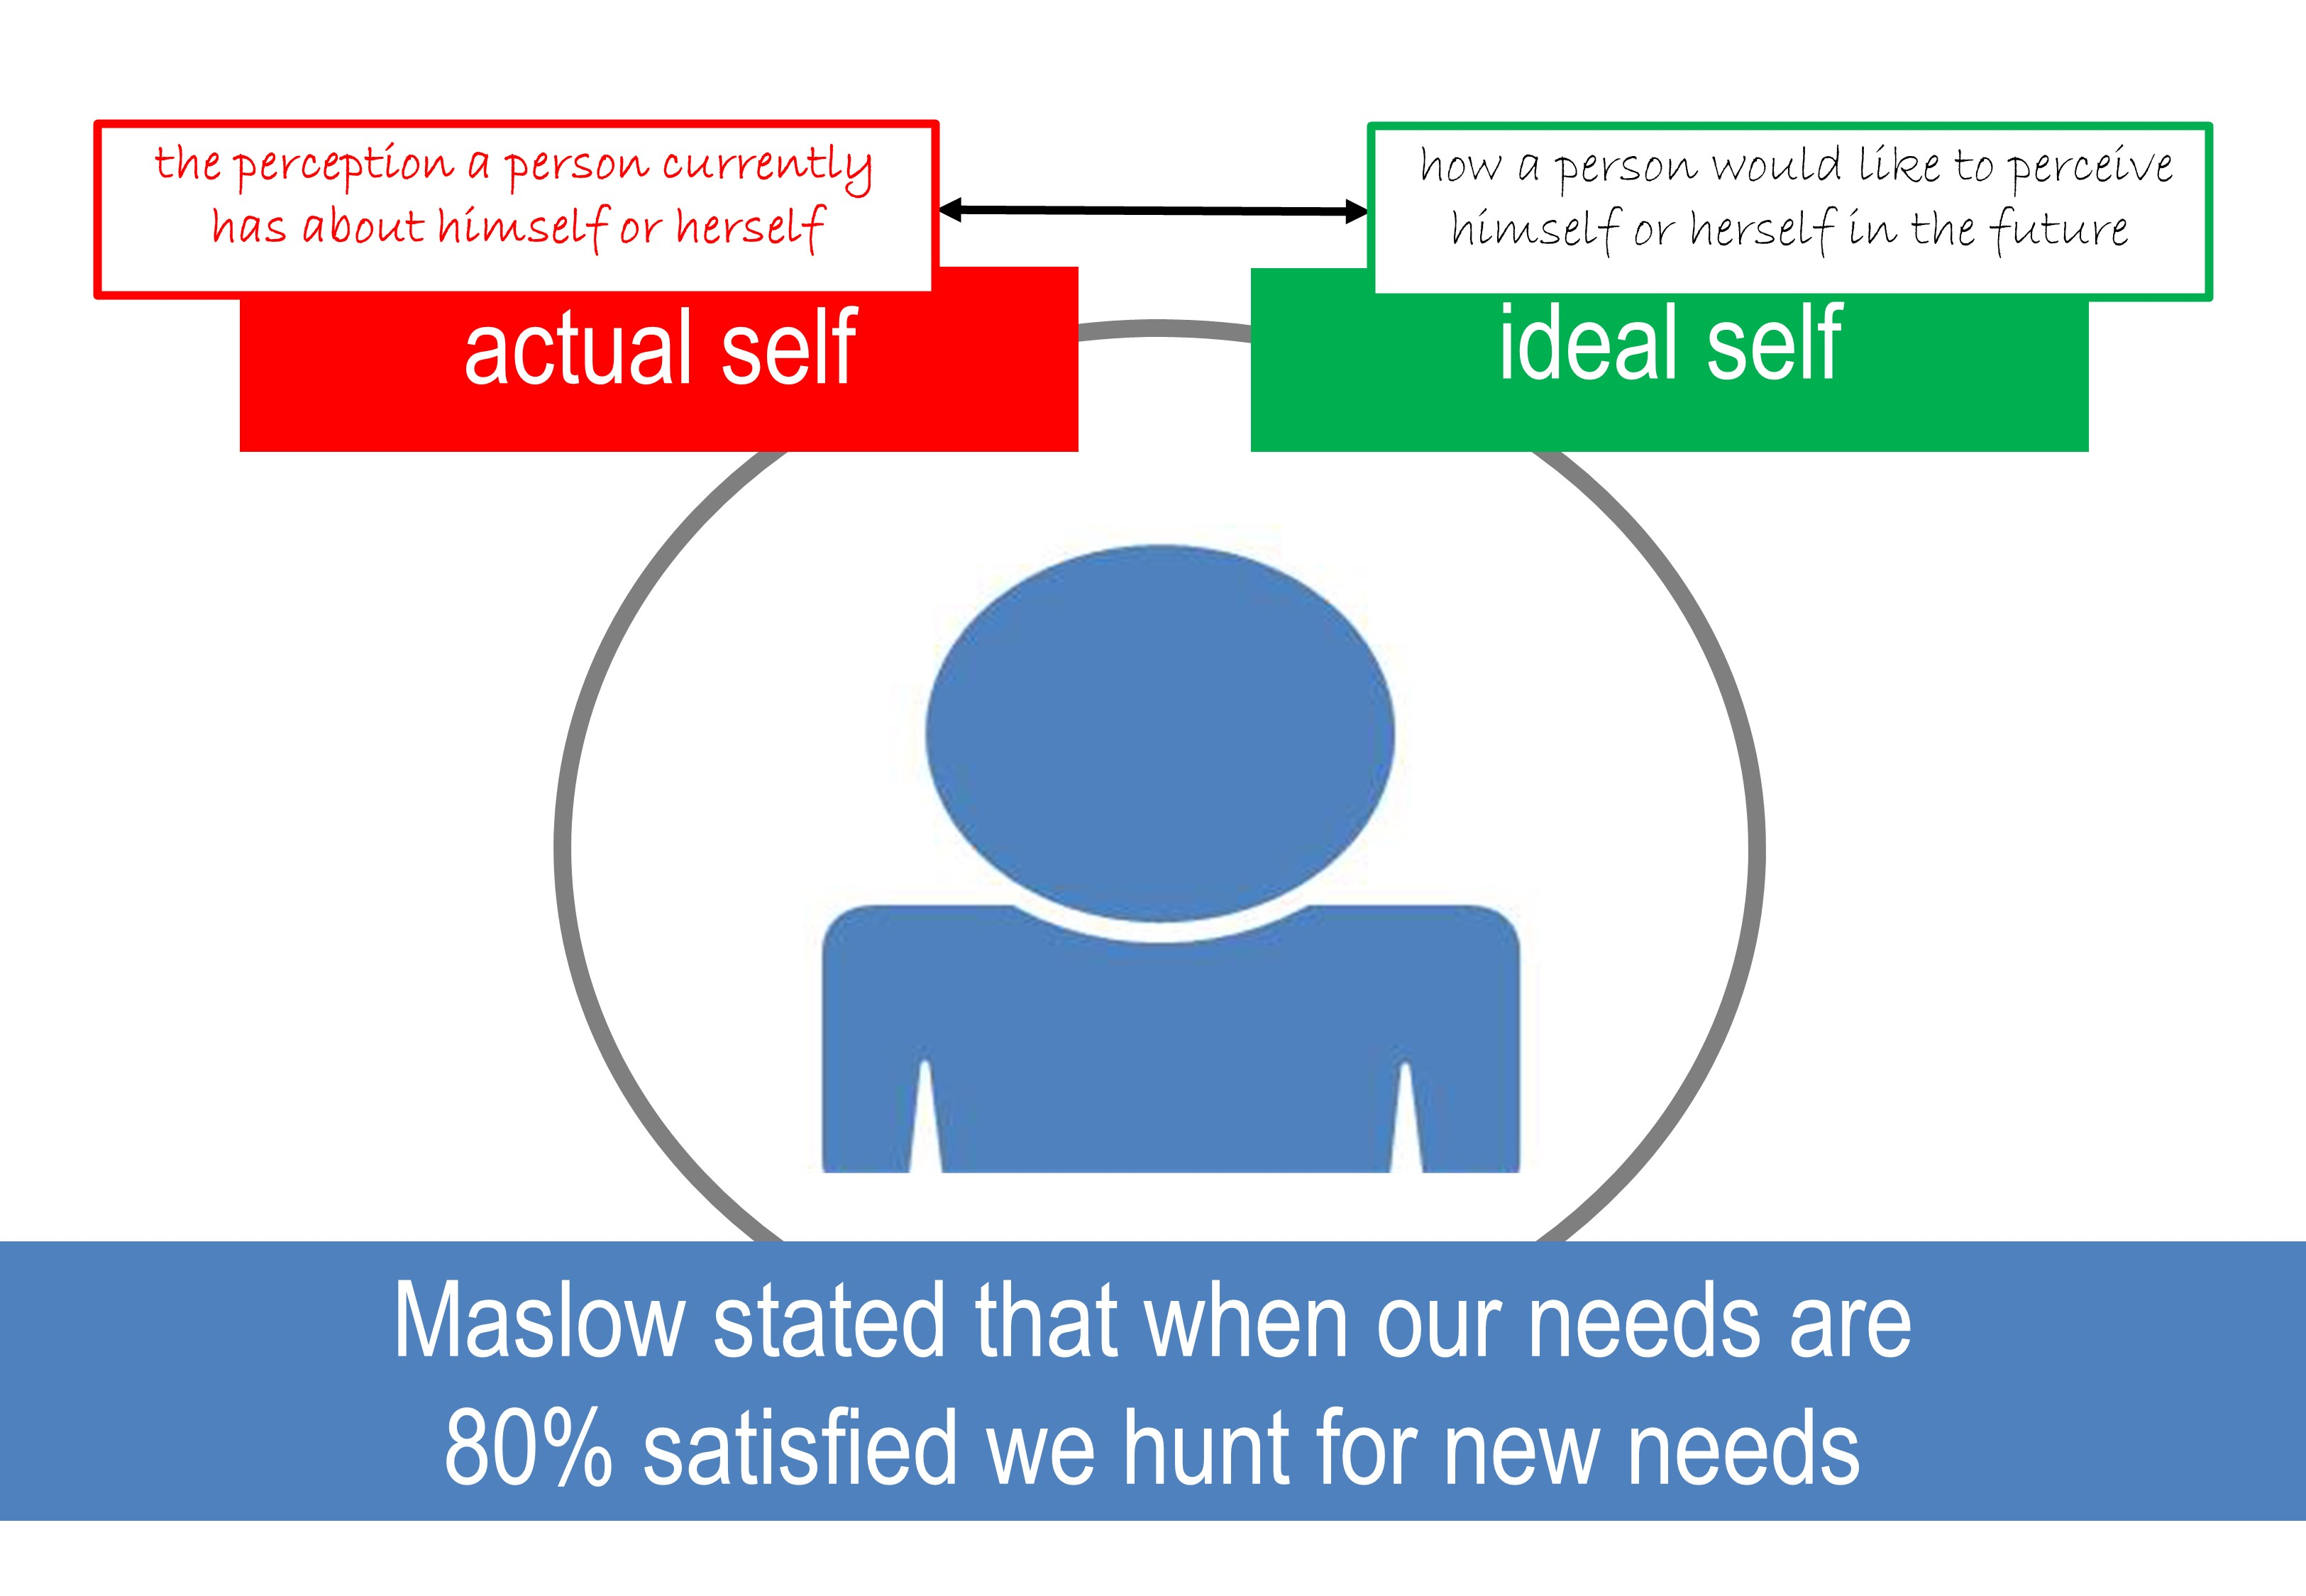 the perception a person currently
has about himself or herself
how a person would like to perceive
himself or herself in the future
actual self
ideal self
Maslow stated that when our needs are
80% satisfied we hunt for new needs